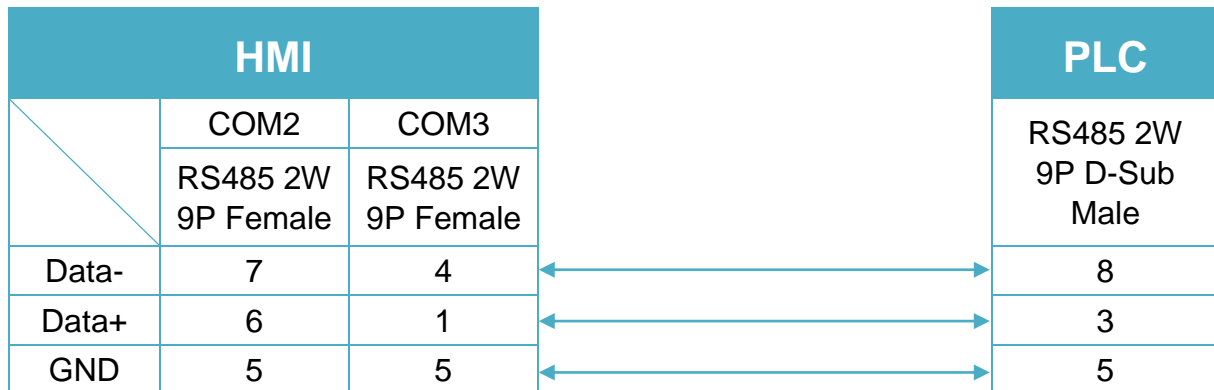 HMI PLC
COM2 COM3
RS485 2W
9P Female
RS485 2W
9P Female
RS485 2W
9P D-Sub
Male
Data- 7 4 8
Data+ 6 1 3
GND 5 5 5